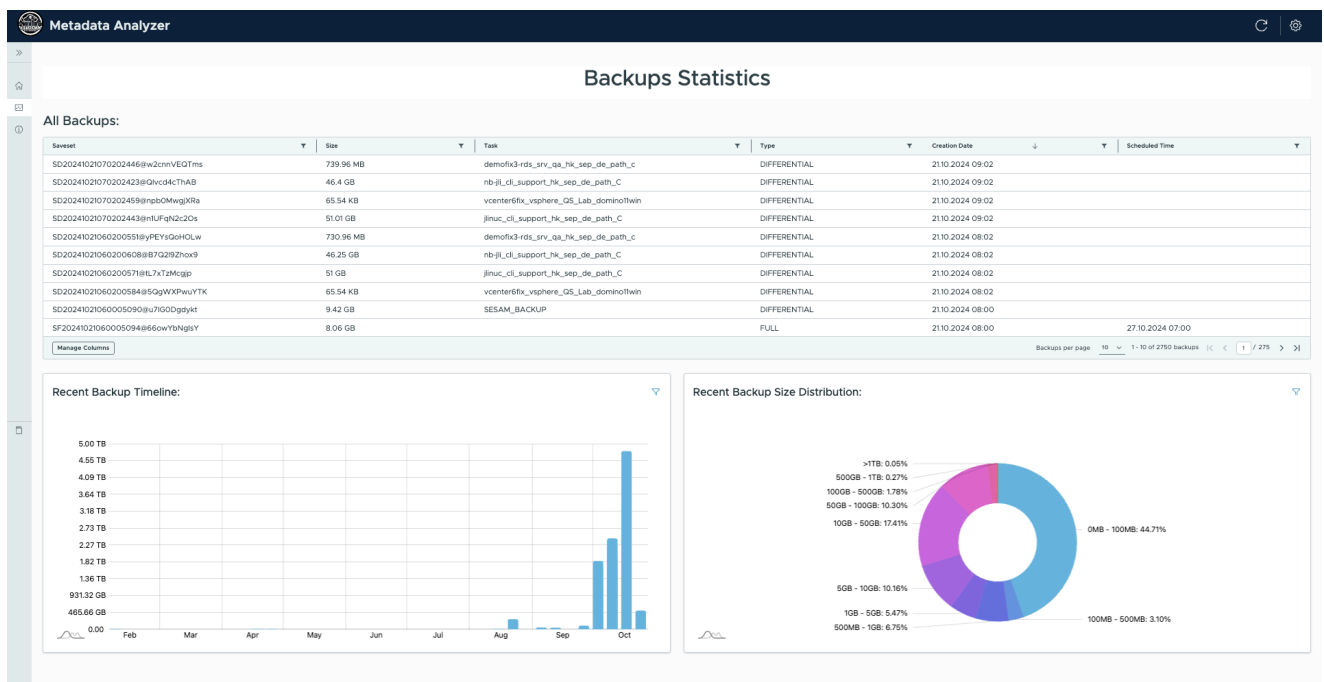 Metadata Analyzer
Backups Statistics
All Backups:
Saveset Size Task Type Creation Date Scheduled Time
SD20241021070202446@w2cnnVEQTms 739.96 MB demofix3-rds_srv_qa_hk_sep_de_path_c DIFFERENTIAL 21.10.2024 09:02
SD20241021070202423@QIvcd4cThAB 46.4 GB nb-jli_cli_support_hk_sep_de_path_C DIFFERENTIAL 21.10.2024 09:02
SD20241021070202459@npb0MwgjXRa 65.54 KB vcenter6fix_vsphere_QS_Lab_domino11win DIFFERENTIAL 21.10.2024 09:02
SD20241021070202443@n1UFqN2c2Os 51.01 GB jlinuc_cli_support_hk_sep_de_path_C DIFFERENTIAL 21.10.2024 09:02
SD20241021060200551@yPEYsQoHOLw 730.96 MB demofix3-rds_srv_qa_hk_sep_de_path_c DIFFERENTIAL 21.10.2024 08:02
SD20241021060200608@B7Q2I9Zhox9 46.25 GB nb-jli_cli_support_hk_sep_de_path_C DIFFERENTIAL 21.10.2024 08:02
SD20241021060200571@tL7xTzMcgjp 51 GB jlinuc_cli_support_hk_sep_de_path_C DIFFERENTIAL 21.10.2024 08:02
SD20241021060200584@5QgWXPwuYTK 65.54 KB vcenter6fix_vsphere_QS_Lab_domino11win DIFFERENTIAL 21.10.2024 08:02
SD20241021060005090@u7IG0Dgdykt 9.42 GB SESAM_BACKUP DIFFERENTIAL 21.10.2024 08:00
SF20241021060005094@66owYbNglsY 8.06 GB FULL 21.10.2024 08:00 27.10.2024 07:00
Manage Columns Backups per page 10 1 - 10 of 2750 backups 1 / 275
Recent Backup Timeline:
5.00 TB
4.55 TB
4.09 TB
3.64 TB
3.18 TB
2.73 TB
2.27 TB
1.82 TB
1.36 TB
931.32 GB
465.66 GB
0.00
Feb Mar Apr May Jun Jul Aug Sep Oct
Recent Backup Size Distribution:
>1TB: 0.05%
500GB - 1TB: 0.27%
100GB - 500GB: 1.78%
50GB - 100GB: 10.30%
10GB - 50GB: 17.41%
0MB - 100MB: 44.71%
5GB - 10GB: 10.16%
1GB - 5GB: 5.47%
100MB - 500MB: 3.10%
500MB - 1GB: 6.75%